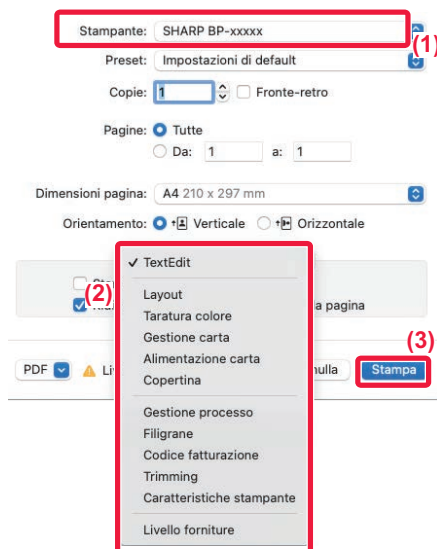 Stampante: SHARP BP-xxxxx
(1)
Preset: Impostazioni di default
Copie: 1 Fronte-retro
Pagine: Tutte
Da: 1 a: 1
Dimensioni pagina: A4 210 x 297 mm
Orientamento: Verticale Orizzontale
✓ TextEdit
(2)
Layout
la pagina
Taratura colore
Gestione carta
(3)
Alimentazione carta
PDF Stampa
Copertina
Gestione processo
Filigrane
Codice fatturazione
Trimming
Caratteristiche stampante
Livello forniture